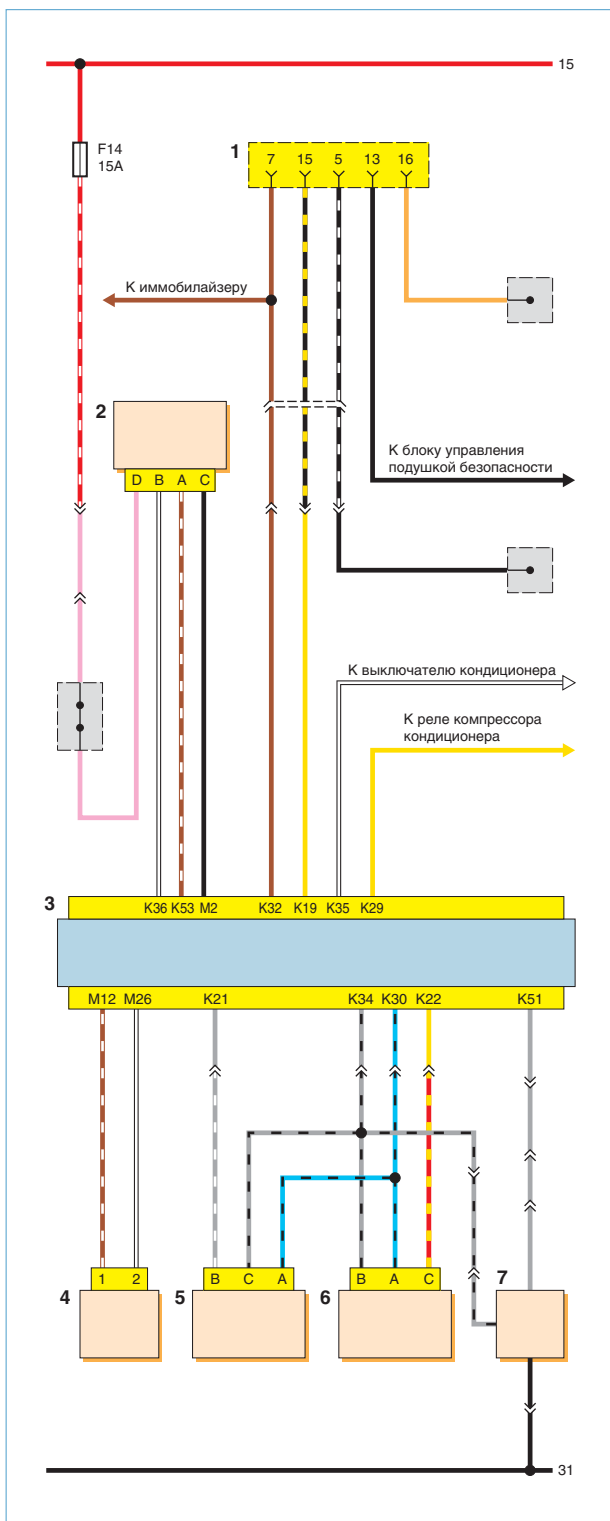 15
F14
15A
1
7 15 5 13 16
К иммобилайзеру
2
К блоку управления
подушкой безопасности
D B A C
К выключателю кондиционера
К реле компрессора
кондиционера
3
K36 K53 M2 K32 K19 K35 K29
M12 M26 K21 K34 K30 K22 K51
4
1 2
5
B C A
6
B A C
7
31